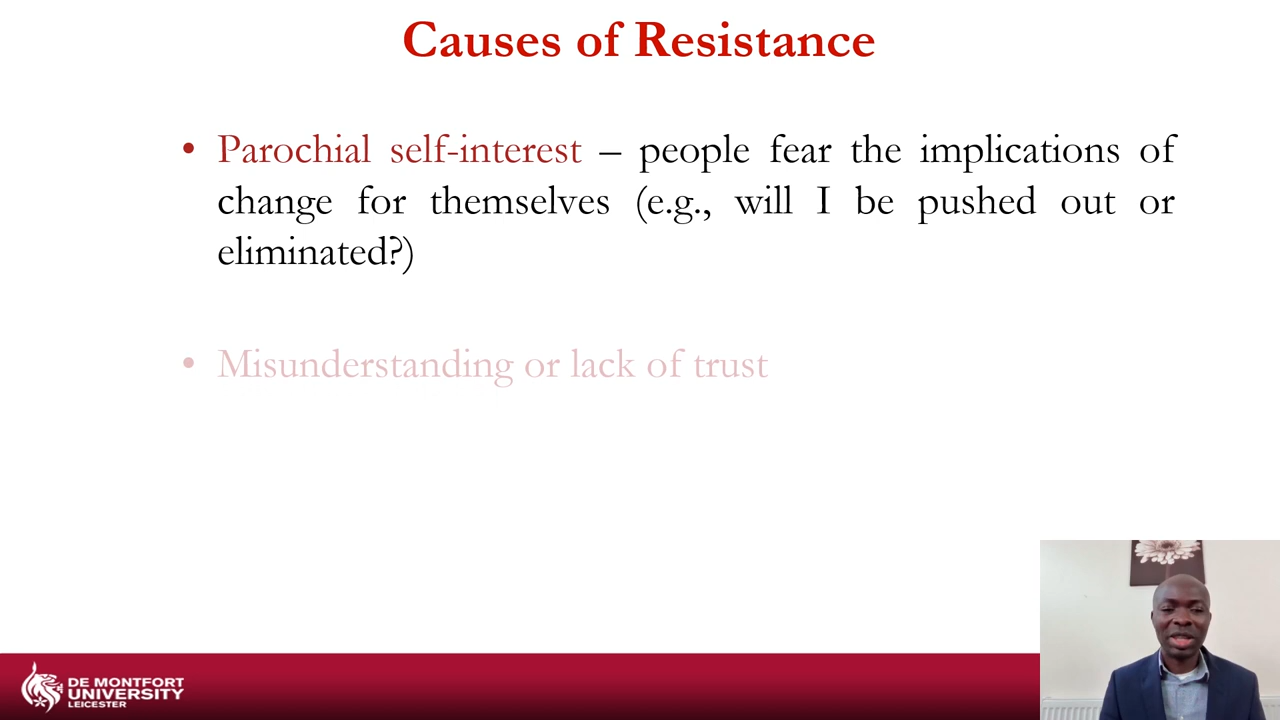 Causes of Resistance
• Parochial self-interest – people fear the implications of
change for themselves (e.g., will I be pushed out or
eliminated?)
• Misunderstanding or lack of trust
DE MONTFORT
UNIVERSITY
LEICESTER